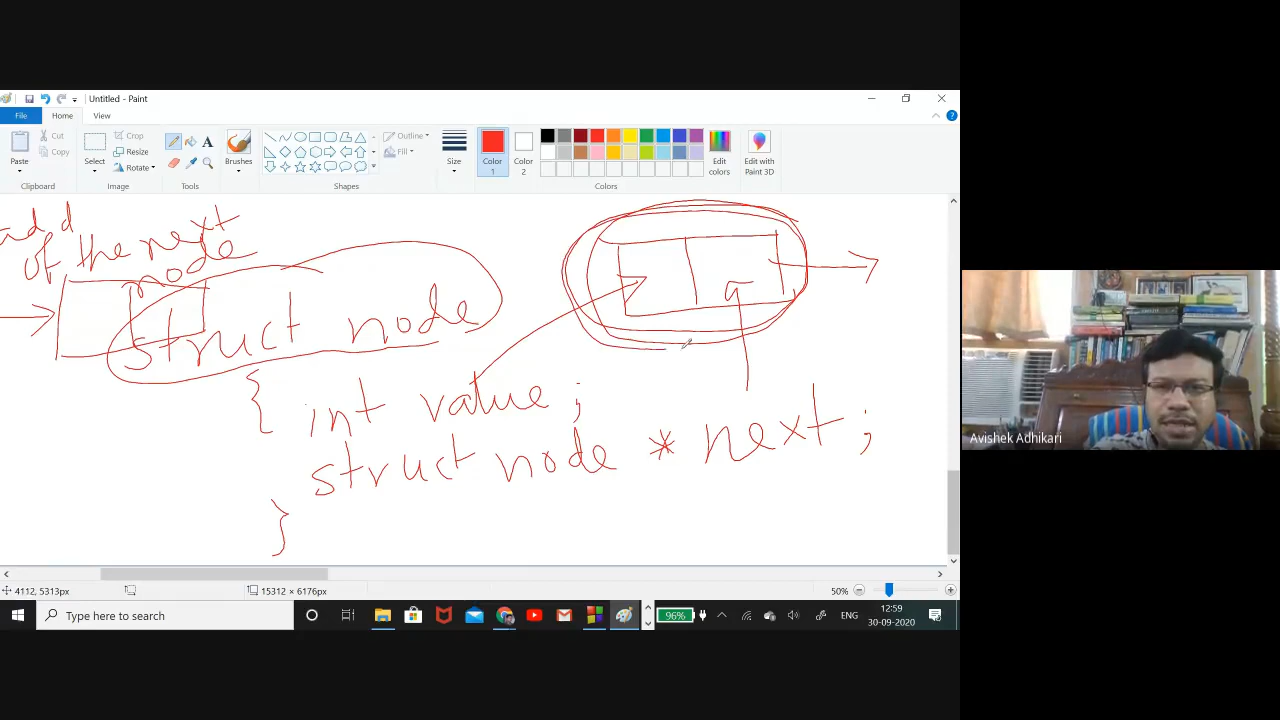 Untitled - Paint
File
Home
View
Paste
Cut
Copy
Clipboard
Select
Crop
Resize
Rotate
Image
Tools
Brushes
Shapes
Outline
Fill
Size
Color
1
Color
2
Colors
Edit
colors
Edit with
Paint 3D
of the next
node
struct node
{ int value ;
struct node * next ;
}
Avishek Adhikari
4112, 5313px
15312 × 6176px
50%
Type here to search
96%
ENG
12:59
30-09-2020